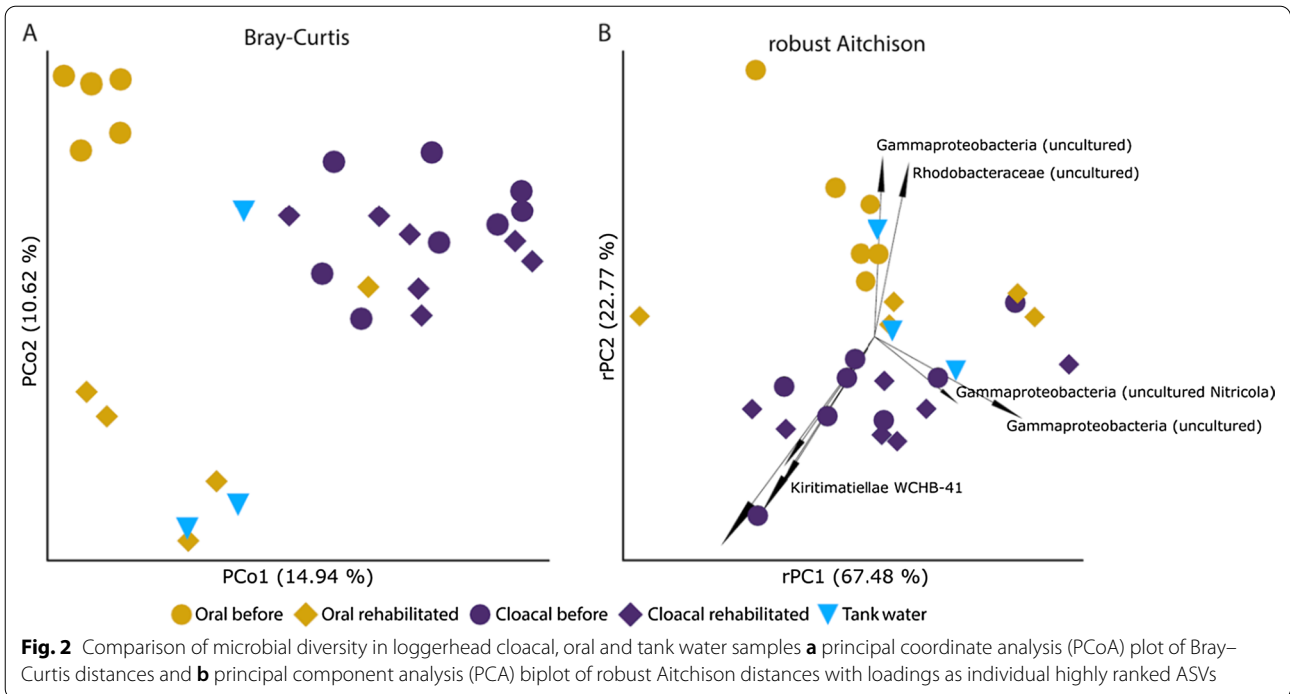 A
Bray-Curtis
PCo2 (10.62 %)
PCo1 (14.94 %)
B
robust Aitchison
Gammaproteobacteria (uncultured)
Rhodobacteraceae (uncultured)
rPC2 (22.77 %)
Gammaproteobacteria (uncultured Nitricola)
Gammaproteobacteria (uncultured)
Kiritimatiellae WCHB-41
rPC1 (67.48 %)
Oral before Oral rehabilitated Cloacal before Cloacal rehabilitated Tank water
Fig. 2 Comparison of microbial diversity in loggerhead cloacal, oral and tank water samples a principal coordinate analysis (PCoA) plot of Bray–
Curtis distances and b principal component analysis (PCA) biplot of robust Aitchison distances with loadings as individual highly ranked ASVs